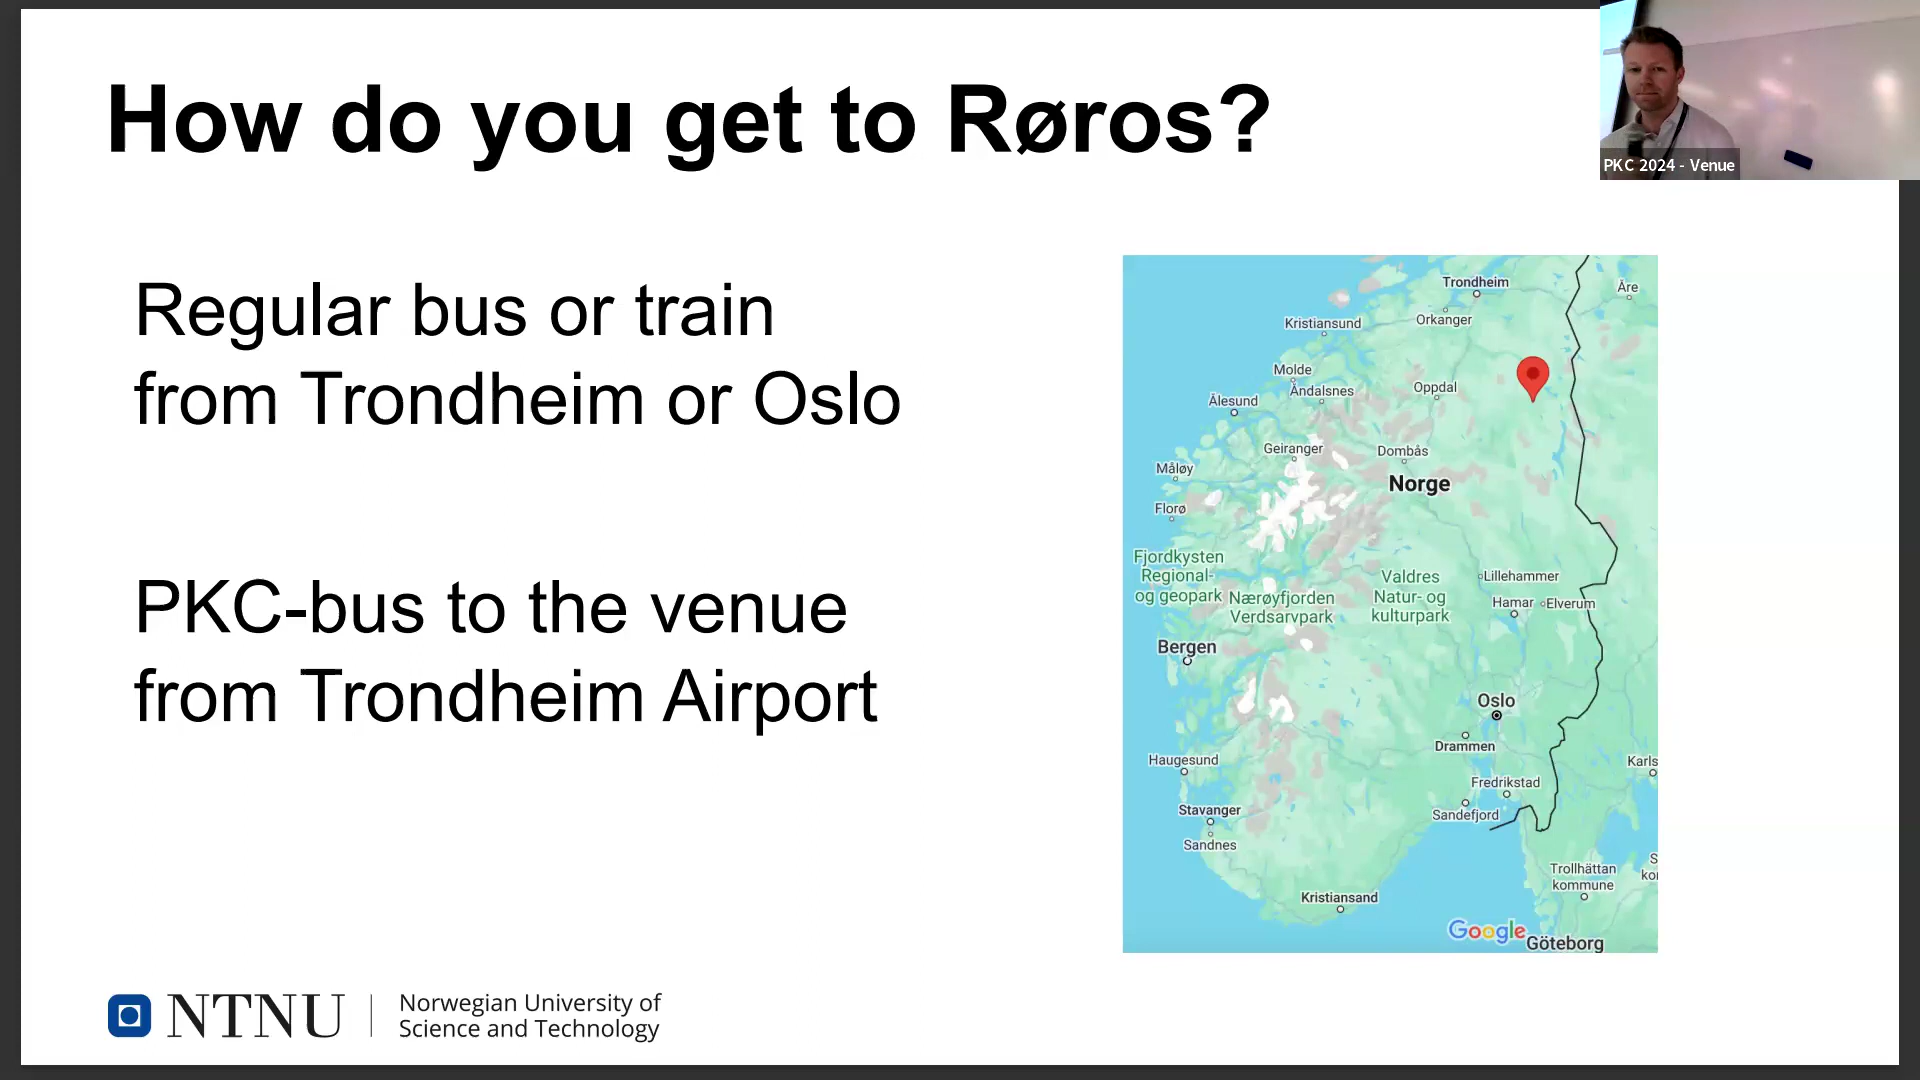 How do you get to Røros?
PKC 2024 - Venue
Regular bus or train
from Trondheim or Oslo
PKC-bus to the venue
from Trondheim Airport
Trondheim
Åre
Kristiansund
Orkanger
Molde
Åndalsnes
Oppdal
Ålesund
Geiranger
Dombås
Måløy
Norge
Florø
Fjordkysten
Regional-
og geopark
Nærøyfjorden
Verdsarvpark
Valdres
Natur- og
kulturpark
Lillehammer
Hamar
Elverum
Bergen
Oslo
Drammen
Haugesund
Karls
Fredrikstad
Sandefjord
Stavanger
Sandnes
Trollhättan
kommune
S
kor
Kristiansand
Google
Göteborg
NTNU
Norwegian University of
Science and Technology